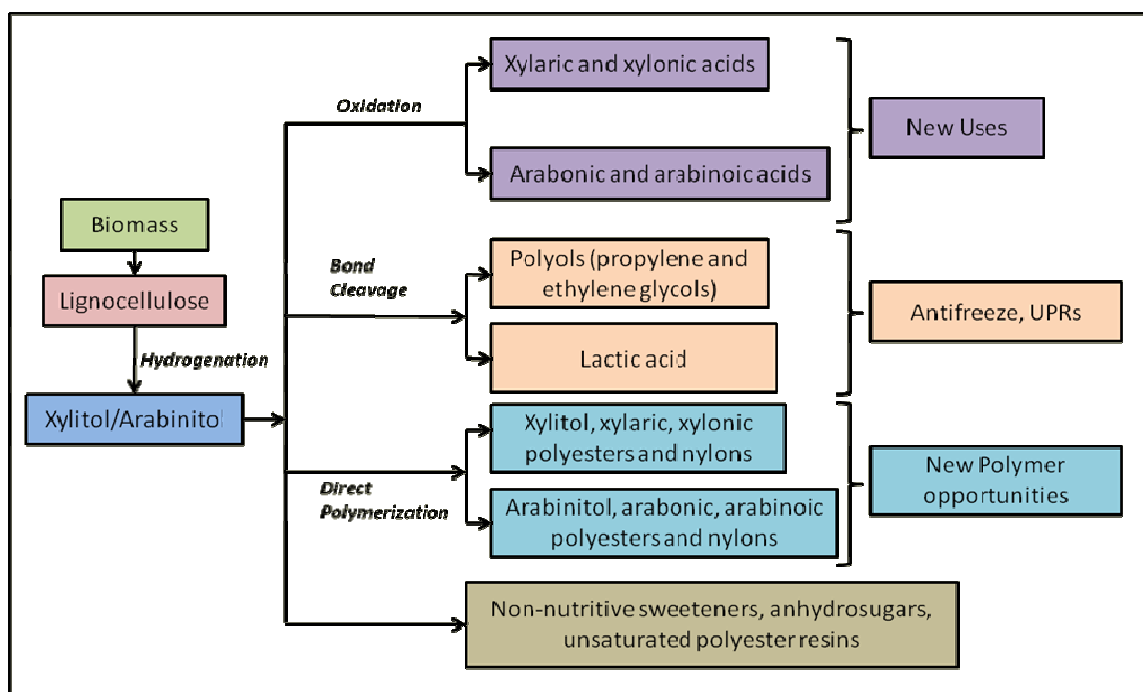 Xylaric and xylonic acids
Oxidation
New Uses
Arabonic and arabinoic acids
Biomass
Polyols (propylene and
ethylene glycols)
Bond
Cleavage
Lignocellulose
Antifreeze, UPRs
Lactic acid
Hydrogenation
Xylitol/Arabinitol
Xylitol, xylaric, xylonic
polyesters and nylons
New Polymer
opportunities
Direct
Polymerization
Arabinitol, arabonic, arabinoic
polyesters and nylons
Non-nutritive sweeteners, anhydrosugars,
unsaturated polyester resins